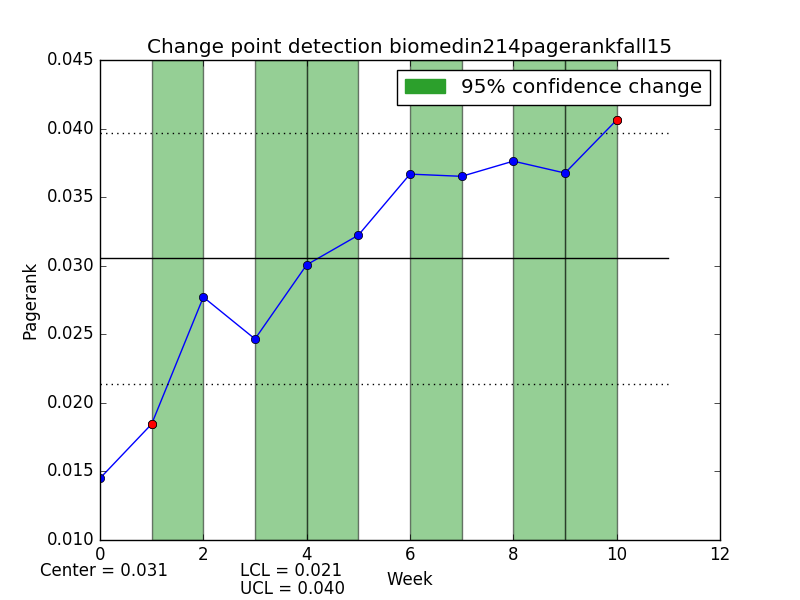 Change point detection biomedin214pagerankfall15
95% confidence change
0.045
0.040
0.035
0.030
0.025
0.020
0.015
0.010
Pagerank
0 2 4 6 8 10 12
Week
Center = 0.031
LCL = 0.021
UCL = 0.040